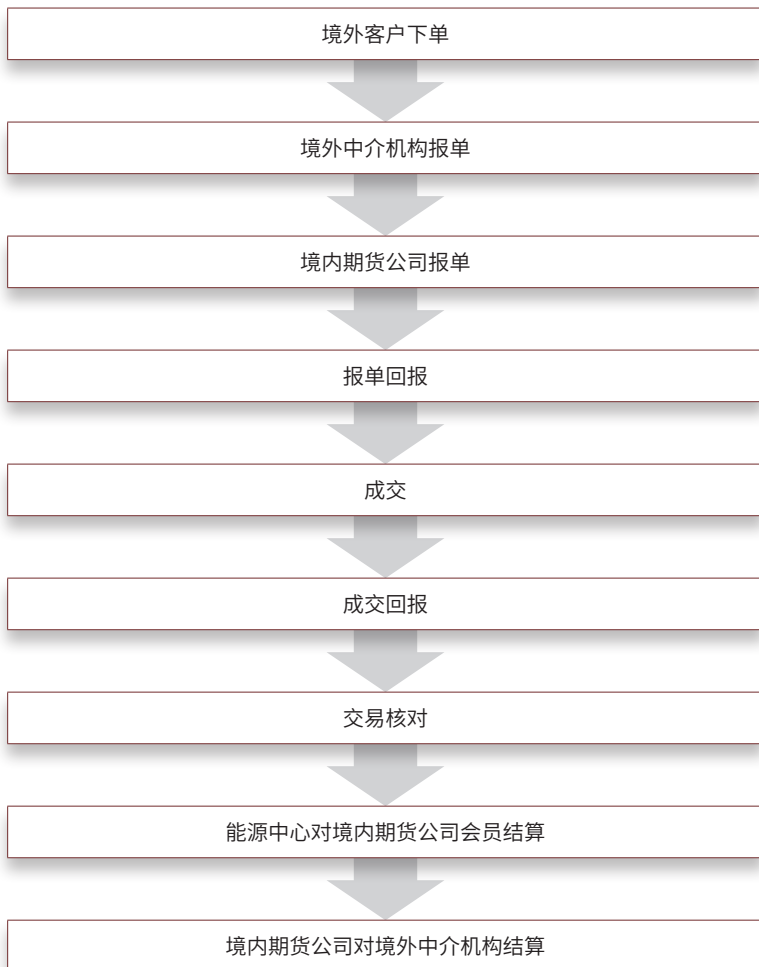 境外客户下单
境外中介机构报单
境内期货公司报单
报单回报
成交
成交回报
交易核对
能源中心对境内期货公司会员结算
境内期货公司对境外中介机构结算